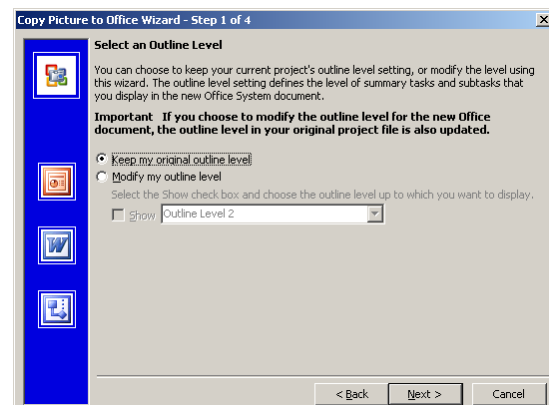 Copy Picture to Office Wizard - Step 1 of 4
Select an Outline Level
You can choose to keep your current project's outline level setting, or modify the level using
this wizard. The outline level setting defines the level of summary tasks and subtasks that
you display in the new Office System document.
Important If you choose to modify the outline level for the new Office
document, the outline level in your original project file is also updated.
Keep my original outline level
Modify my outline level
Select the Show check box and choose the outline level up to which you want to display.
Show Outline Level 2
< Back Next > Cancel